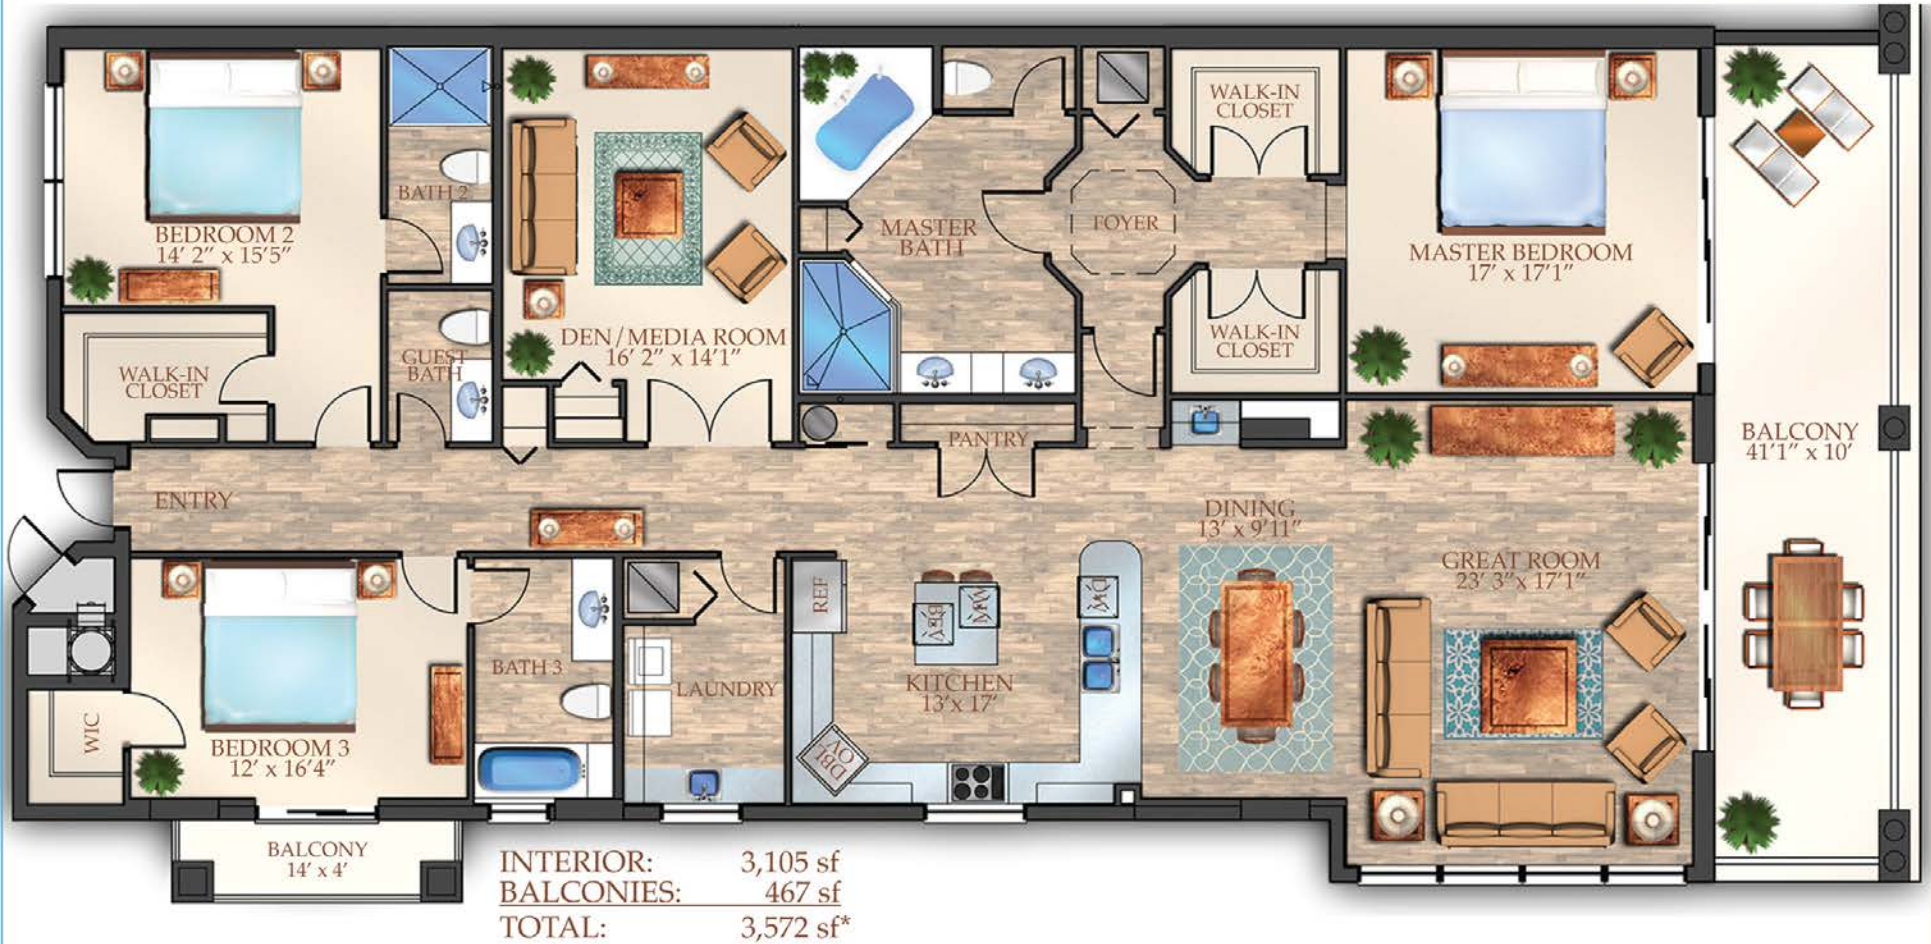 BEDROOM 2
14' 2" x 15'5"
BATH 2
DEN/MEDIA ROOM
16' 2" x 14'1"
MASTER
BATH
FOYER
WALK-IN
CLOSET
MASTER BEDROOM
17' x 17'1"
WALK-IN
CLOSET
GUEST
BATH
WALK-IN
CLOSET
PANTRY
BALCONY
41'1" x 10'
ENTRY
DINING
13' x 9'11"
GREAT ROOM
23' 3" x 17'1"
REF
BEV
MW
DW
KITCHEN
13' x 17'
DBL
OV
BATH 3
LAUNDRY
WIC
BEDROOM 3
12' x 16'4"
BALCONY
14' x 4'
INTERIOR: 3,105 sf
BALCONIES: 467 sf
TOTAL: 3,572 sf*